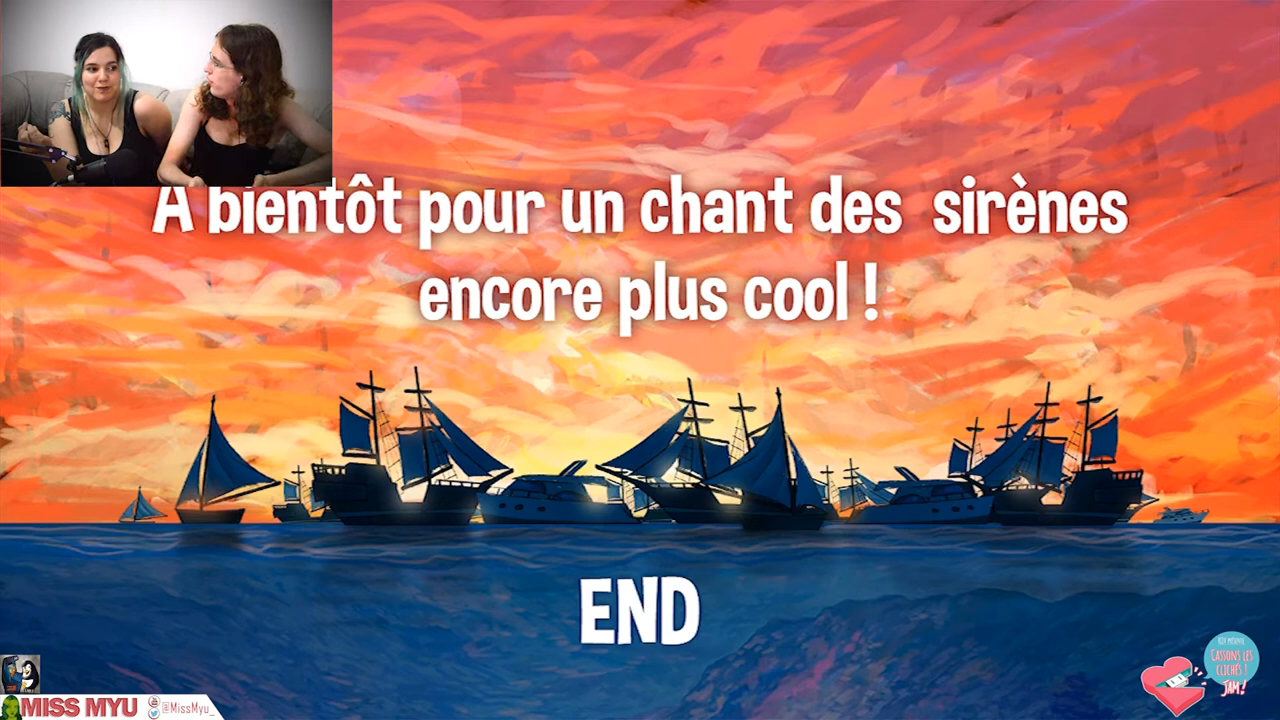 A bientôt pour un chant des sirènes
encore plus cool !
END
MISS MYU
@MissMyu_
CASSONS LES
CLICHÉS !
JAM!